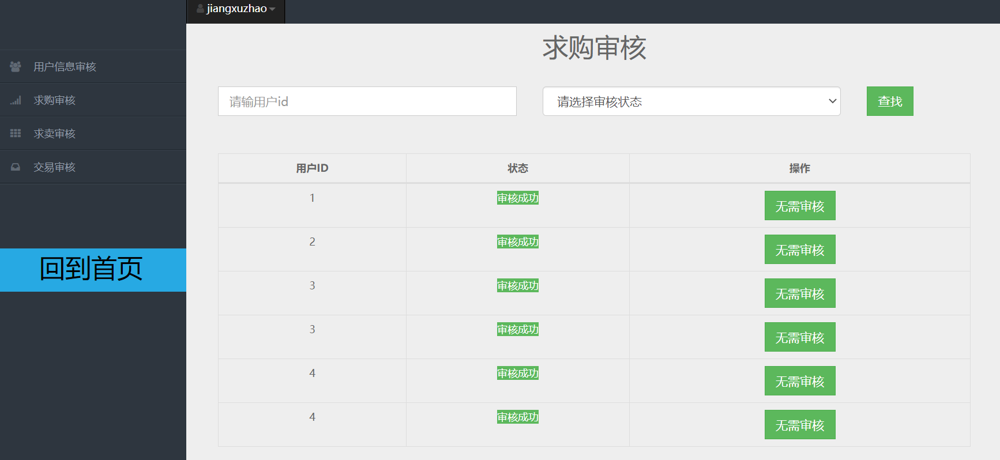 jiangxuzhao
用户信息审核
求购审核
求卖审核
交易审核
回到首页
求购审核
请输用户id
请选择审核状态
查找
用户ID 状态 操作
1 审核成功 无需审核
2 审核成功 无需审核
3 审核成功 无需审核
3 审核成功 无需审核
4 审核成功 无需审核
4 审核成功 无需审核